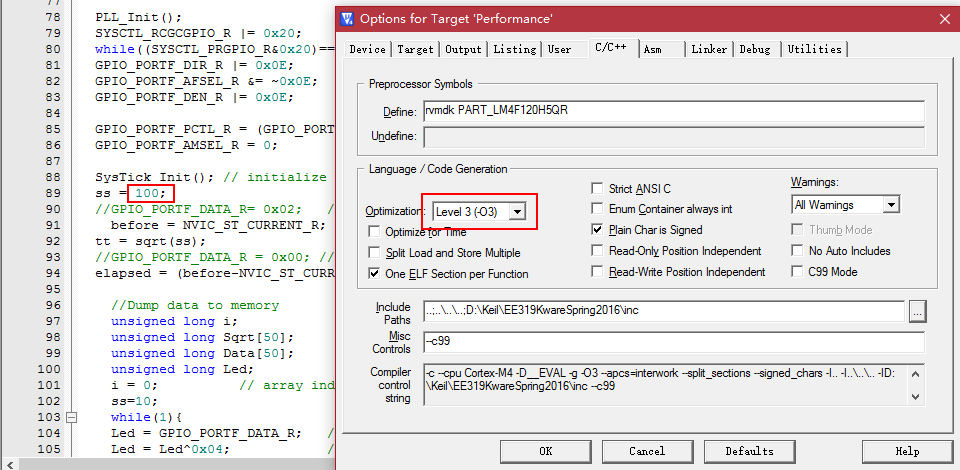 77
78 PLL_Init();
79 SYSCTL_RCGCGPIO_R |= 0x20;
80 while((SYSCTL_PRGPIO_R&0x20)==
81 GPIO_PORTF_DIR_R |= 0x0E;
82 GPIO_PORTF_AFSEL_R &= ~0x0E;
83 GPIO_PORTF_DEN_R |= 0x0E;
84
85 GPIO_PORTF_PCTL_R = (GPIO_PORT
86 GPIO_PORTF_AMSEL_R = 0;
87
88 SysTick_Init(); // initialize
89 ss = 100;
90 //GPIO_PORTF_DATA_R= 0x02; /
91 before = NVIC_ST_CURRENT_R;
92 tt = sqrt(ss);
93 //GPIO_PORTF_DATA_R = 0x00; //
94 elapsed = (before-NVIC_ST_CURR
95
96 //Dump data to memory
97 unsigned long i;
98 unsigned long Sqrt[50];
99 unsigned long Data[50];
100 unsigned long Led;
101 i = 0; // array ind
102 ss=10;
103 while(1){
104 Led = GPIO_PORTF_DATA_R; /
105 Led = Led^0x04; /
Options for Target 'Performance'
Device Target Output Listing User C/C++ Asm Linker Debug Utilities
Preprocessor Symbols
Define: rvmdk PART_LM4F120H5QR
Undefine:
Language / Code Generation
Optimization: Level 3 (-O3)
Optimize for Time
Split Load and Store Multiple
One ELF Section per Function
Strict ANSI C
Enum Container always int
Plain Char is Signed
Read-Only Position Independent
Read-Write Position Independent
Warnings:
All Warnings
Thumb Mode
No Auto Includes
C99 Mode
Include Paths
..;..\..\..;D:\Keil\EE319KwareSpring2016\inc
...
Misc Controls
--c99
Compiler control string
-c --cpu Cortex-M4 -D__EVAL -g -O3 --apcs=interwork --split_sections --signed_chars -I.. -I..\..\.. -ID:
\Keil\EE319KwareSpring2016\inc --c99
OK Cancel Defaults Help